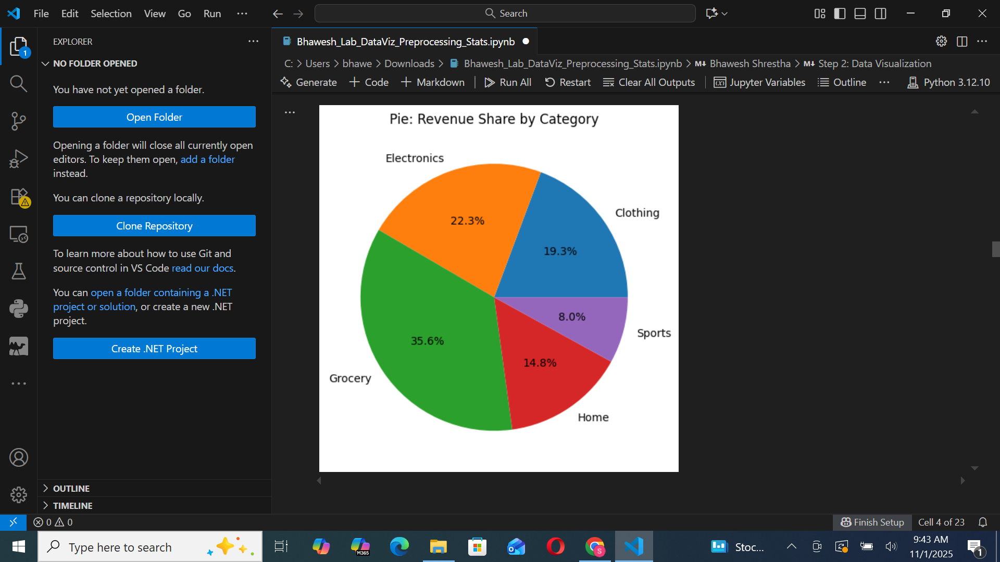 File Edit Selection View Go Run ··· Search
EXPLORER ···
NO FOLDER OPENED
You have not yet opened a folder.
Open Folder
Opening a folder will close all currently open
editors. To keep them open, add a folder
instead.
You can clone a repository locally.
Clone Repository
To learn more about how to use Git and
source control in VS Code read our docs.
You can open a folder containing a .NET
project or solution, or create a new .NET
project.
Create .NET Project
OUTLINE
TIMELINE
1
Bhawesh_Lab_DataViz_Preprocessing_Stats.ipynb
C: > Users > bhawe > Downloads > Bhawesh_Lab_DataViz_Preprocessing_Stats.ipynb > M↓ Bhawesh Shrestha > M↓ Step 2: Data Visualization
Generate + Code + Markdown | Run All Restart Clear All Outputs | Jupyter Variables Outline ··· Python 3.12.10
Pie: Revenue Share by Category
Electronics
Clothing
22.3%
19.3%
8.0%
Sports
35.6%
14.8%
Grocery
Home
0 0 Finish Setup Cell 4 of 23
Type here to search M365 Stoc... 9:43 AM
11/1/2025 1